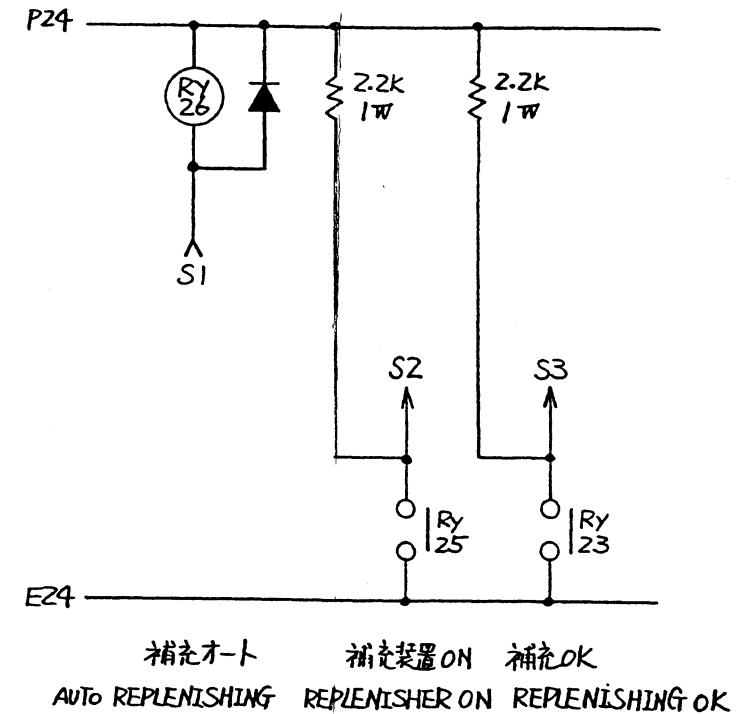 P24
RY
26
2.2K
1W
2.2K
1W
S1
S2
S3
Ry
25
Ry
23
E24
補充オート
補充装置ON
補充OK
AUTO REPLENISHING
REPLENISHER ON
REPLENISHING OK